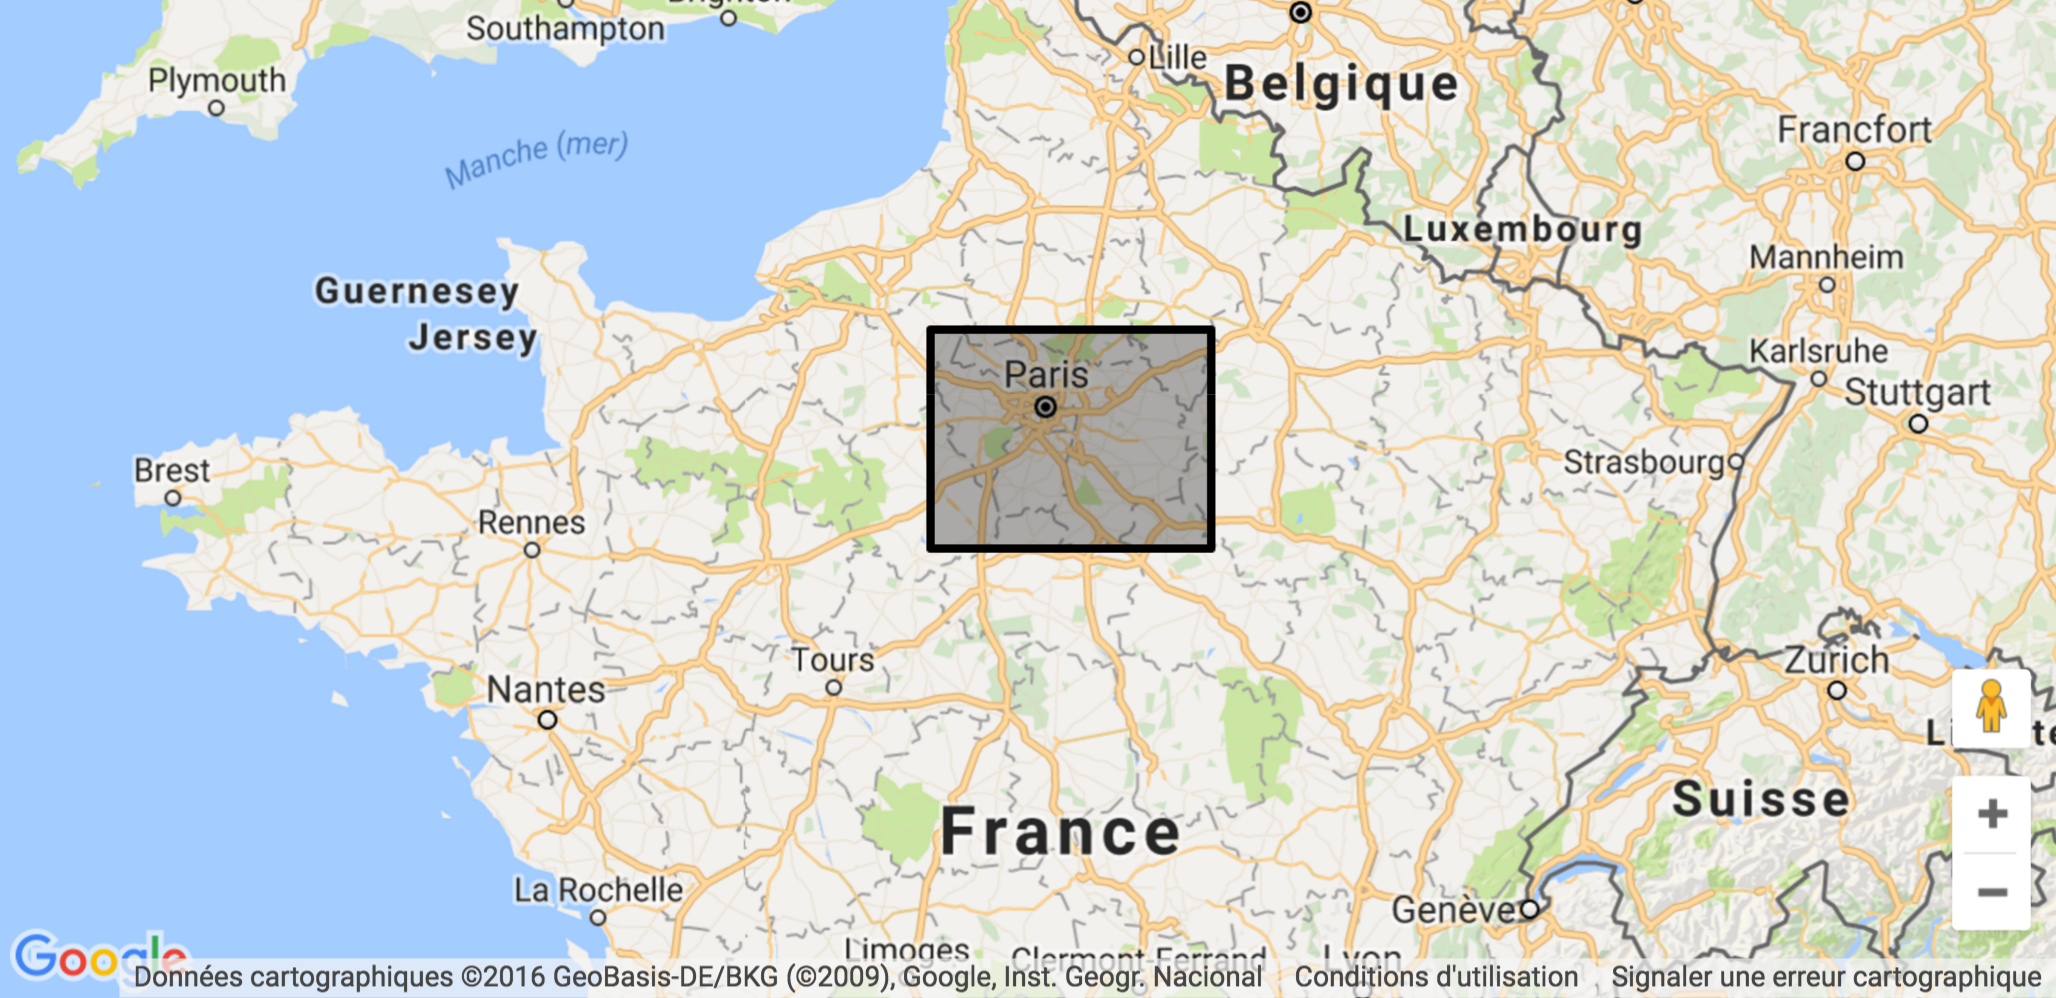 Brighton
Southampton
Plymouth
Lille
Belgique
Manche (mer)
Francfort
Luxembourg
Mannheim
Guernesey
Jersey
Karlsruhe
Paris
Stuttgart
Brest
Strasbourg
Rennes
Tours
Zurich
Nantes
Suisse
France
La Rochelle
Genève
Limoges
Clermont-Ferrand
Lyon
Google
Données cartographiques ©2016 GeoBasis-DE/BKG (©2009), Google, Inst. Geogr. Nacional Conditions d'utilisation Signaler une erreur cartographique